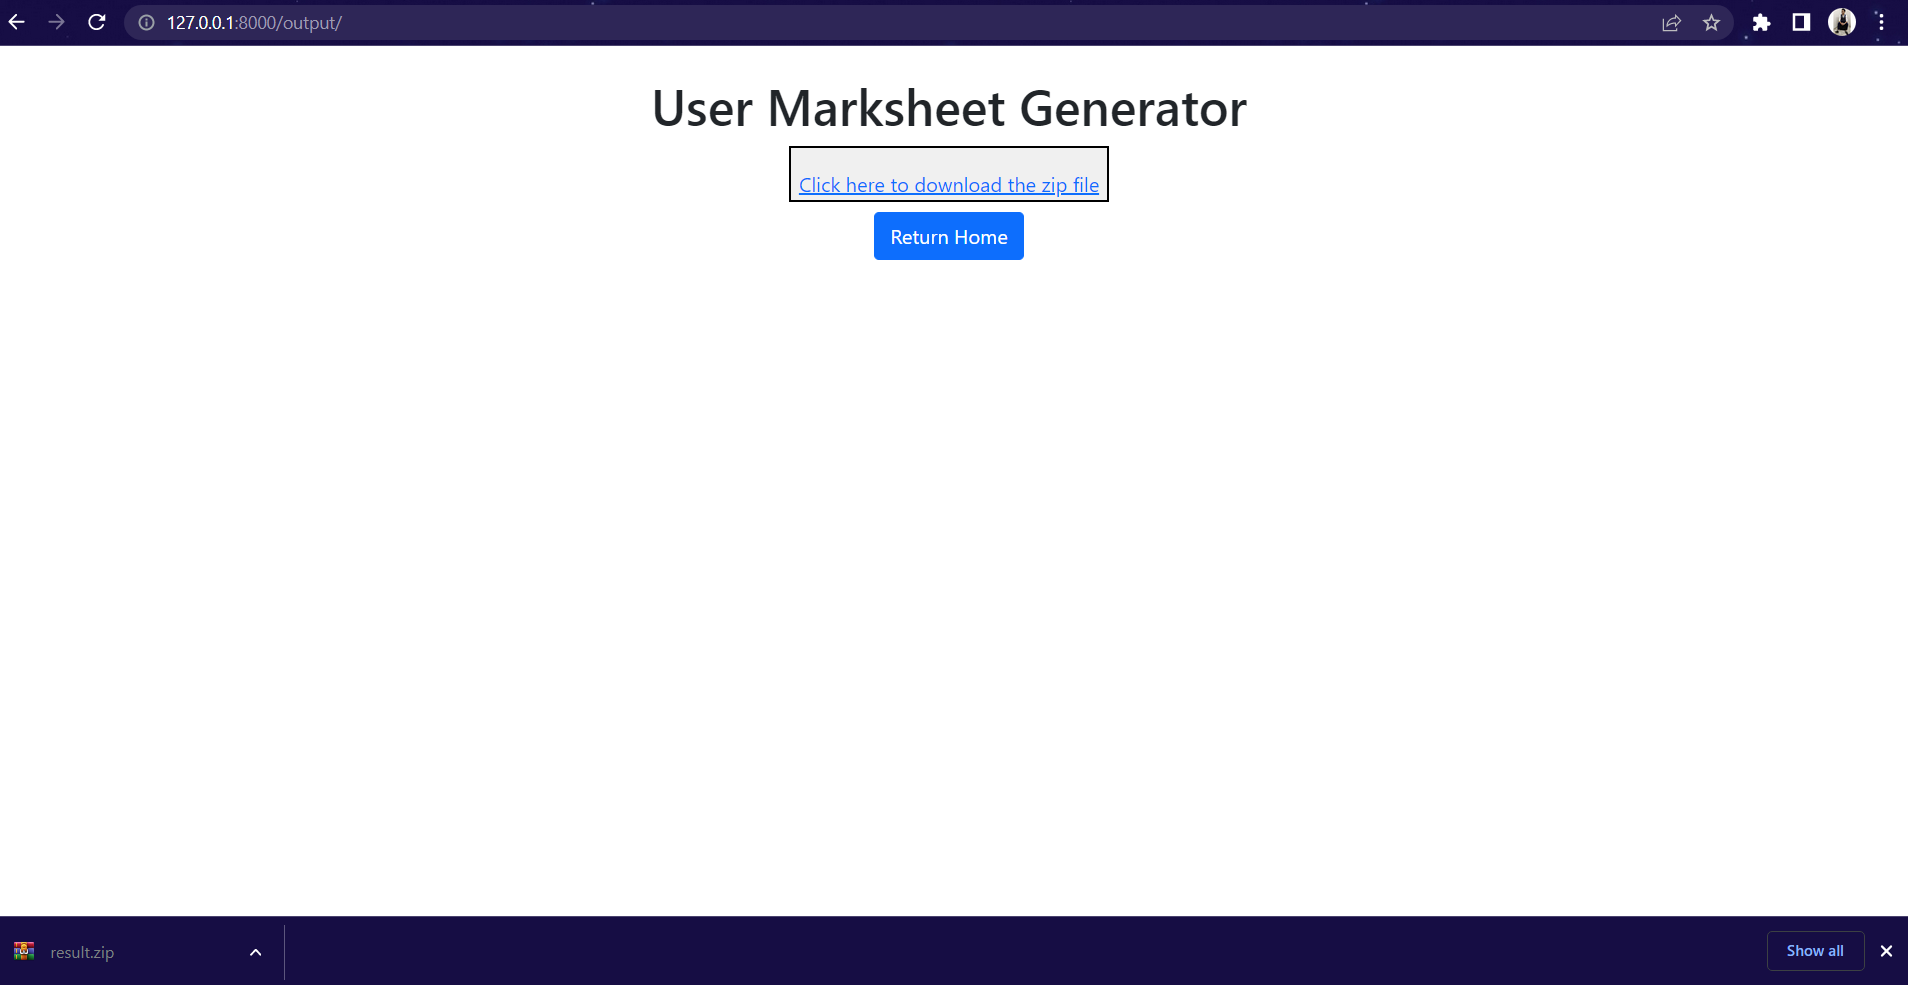 127.0.0.1:8000/output/
User Marksheet Generator
Click here to download the zip file
Return Home
result.zip
Show all